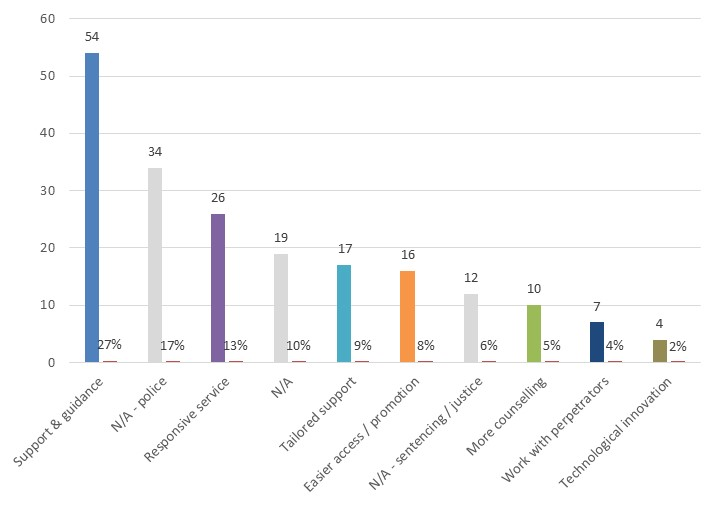 60
50
40
30
20
10
0
54
34
26
19
17
16
12
10
7
4
27%
17%
13%
10%
9%
8%
6%
5%
4%
2%
Support & guidance
N/A - police
Responsive service
N/A
Tailored support
Easier access / promotion
N/A - sentencing / justice
More counselling
Work with perpetrators
Technological innovation